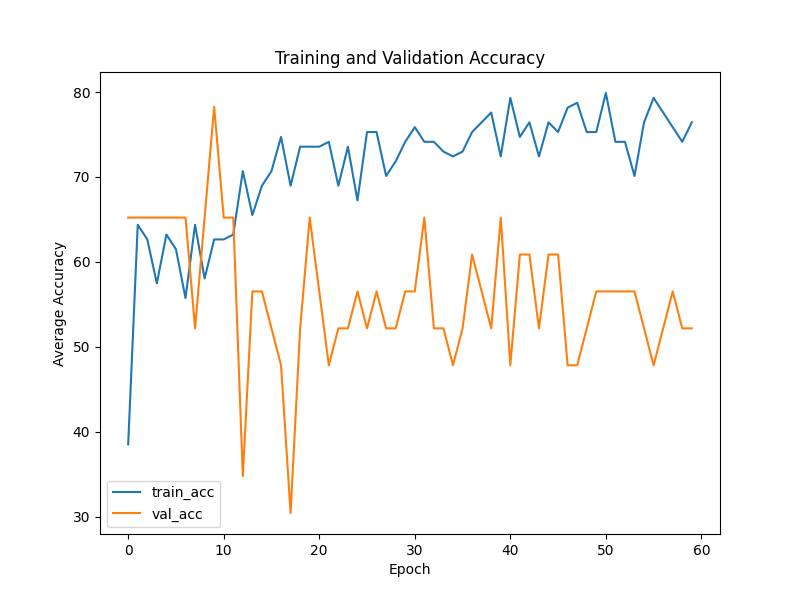 Training and Validation Accuracy
80
70
60
50
40
30
Average Accuracy
train_acc
val_acc
0 10 20 30 40 50 60
Epoch